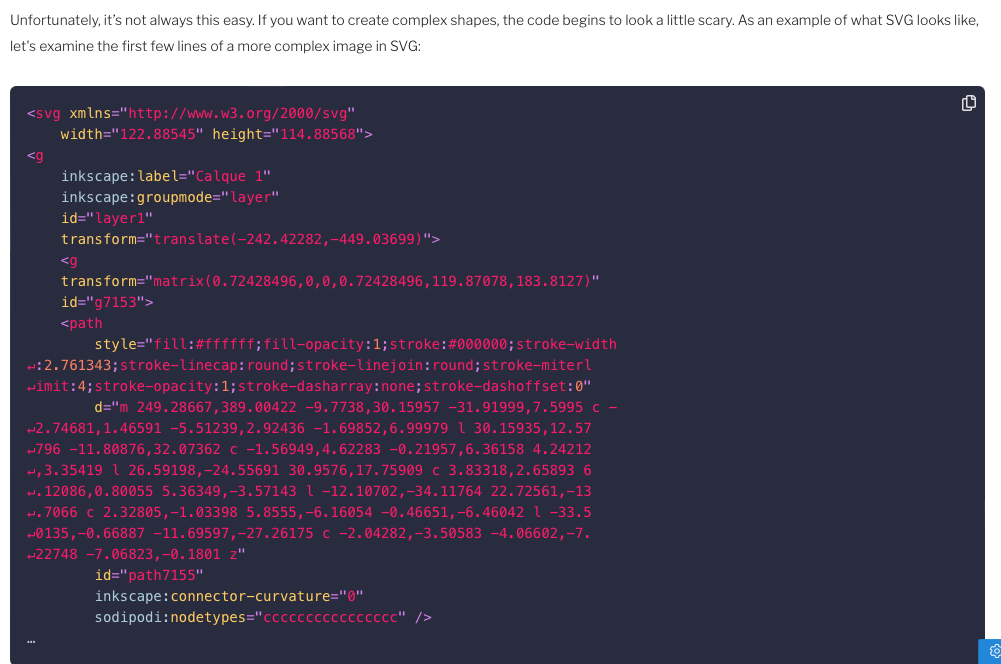 Unfortunately, it’s not always this easy. If you want to create complex shapes, the code begins to look a little scary. As an example of what SVG looks like,
let's examine the first few lines of a more complex image in SVG:
<svg xmlns="http://www.w3.org/2000/svg"
    width="122.88545" height="114.88568">
<g
    inkscape:label="Calque 1"
    inkscape:groupmode="layer"
    id="layer1"
    transform="translate(-242.42282,-449.03699)">
    <g
    transform="matrix(0.72428496,0,0,0.72428496,119.87078,183.8127)"
    id="g7153">
    <path
        style="fill:#ffffff;fill-opacity:1;stroke:#000000;stroke-width
↵:2.761343;stroke-linecap:round;stroke-linejoin:round;stroke-miterl
↵imit:4;stroke-opacity:1;stroke-dasharray:none;stroke-dashoffset:0"
        d="m 249.28667,389.00422 -9.7738,30.15957 -31.91999,7.5995 c -
↵2.74681,1.46591 -5.51239,2.92436 -1.69852,6.99979 l 30.15935,12.57
↵796 -11.80876,32.07362 c -1.56949,4.62283 -0.21957,6.36158 4.24212
↵,3.35419 l 26.59198,-24.55691 30.9576,17.75909 c 3.83318,2.65893 6
↵.12086,0.80055 5.36349,-3.57143 l -12.10702,-34.11764 22.72561,-13
↵.7066 c 2.32805,-1.03398 5.8555,-6.16054 -0.46651,-6.46042 l -33.5
↵0135,-0.66887 -11.69597,-27.26175 c -2.04282,-3.50583 -4.06602,-7.
↵22748 -7.06823,-0.1801 z"
        id="path7155"
        inkscape:connector-curvature="0"
        sodipodi:nodetypes="cccccccccccccccc" />
…